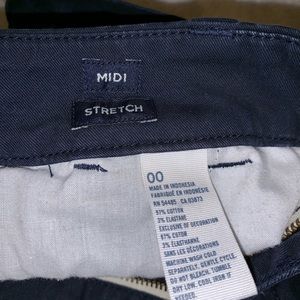 MIDI
STRETCH
00
MADE IN INDONESIA
FABRIQUÉ EN INDONÉSIE
RN 54485 CA 03873
97% COTTON
3% ELASTANE
EXCLUSIVE OF DECORATION
97% COTON
3% ÉLASTHANNE
SANS LES DÉCORATIONS
MACHINE WASH COLD
SEPARATELY, GENTLE CYCLE,
DO NOT BLEACH, TUMBLE
DRY LOW, COOL IRON IF